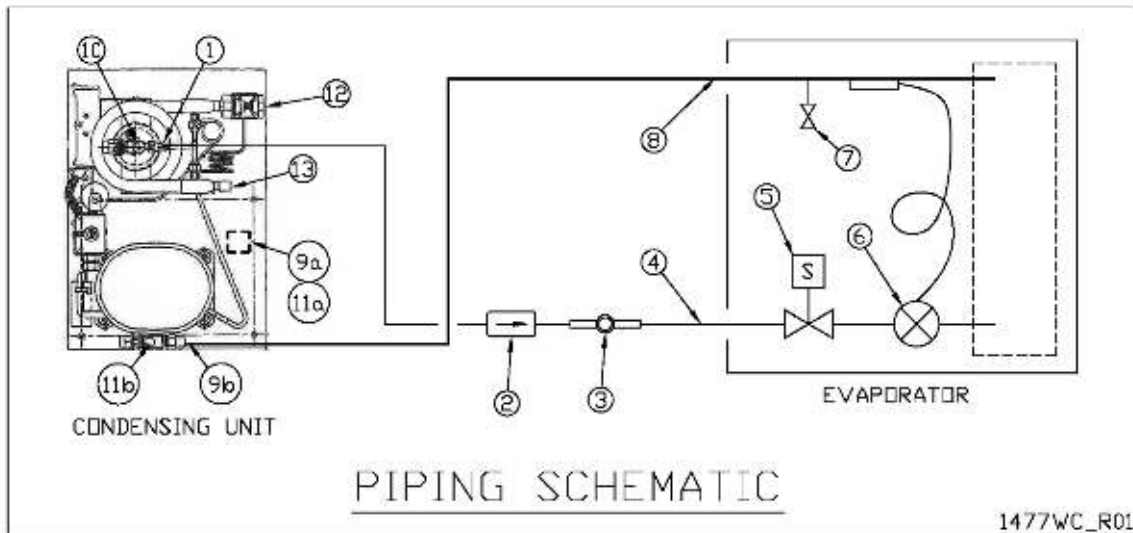 10
1
12
13
9a
11a
11b
9b
CONDENSING UNIT
8
7
5
S
6
4
2
3
EVAPORATOR
PIPING SCHEMATIC
1477WC_R01